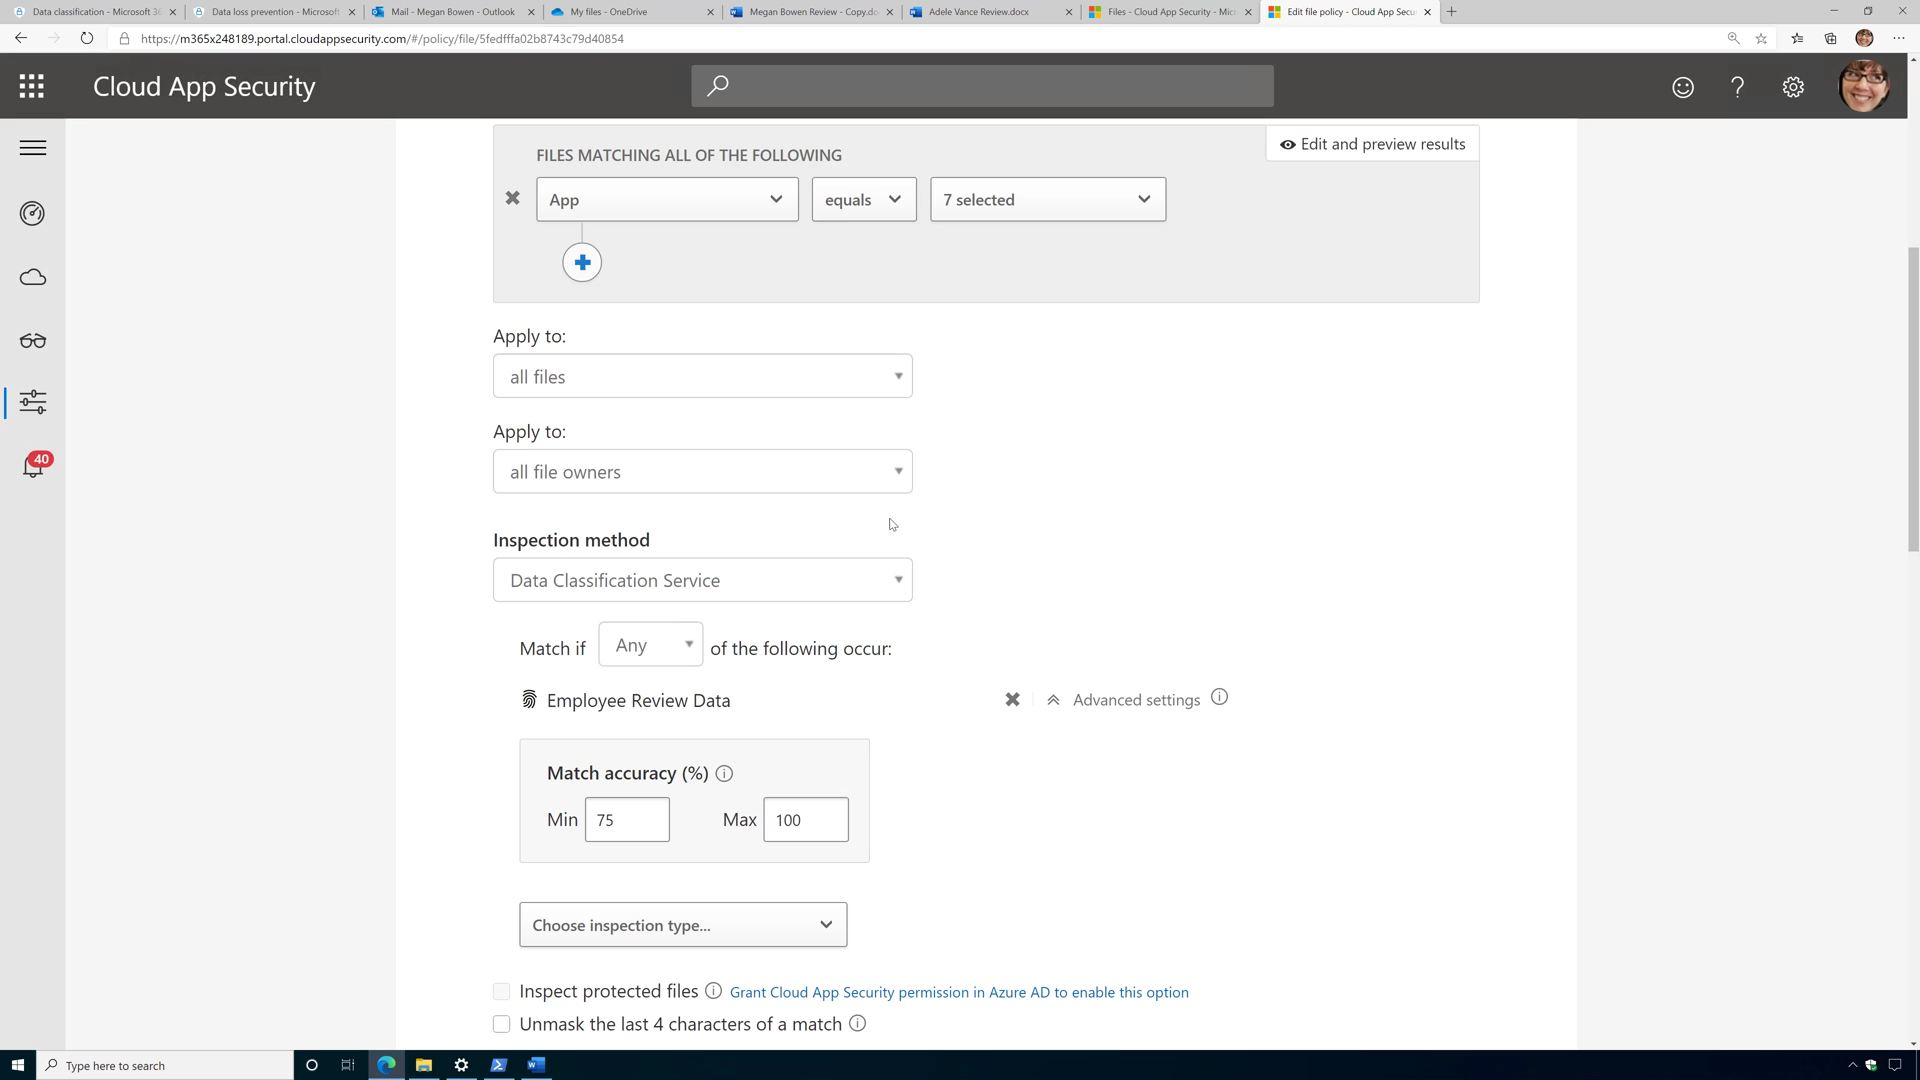 Data classification - Microsoft 36
Data loss prevention - Microsoft
Mail - Megan Bowen - Outlook
My files - OneDrive
Megan Bowen Review - Copy.do
Adele Vance Review.docx
Files - Cloud App Security - Micr
Edit file policy - Cloud App Secu
https://m365x248189.portal.cloudappsecurity.com/#/policy/file/5fedfffa02b8743c79d40854
Cloud App Security
FILES MATCHING ALL OF THE FOLLOWING
Edit and preview results
App
equals
7 selected
Apply to:
all files
Apply to:
all file owners
40
Inspection method
Data Classification Service
Match if Any of the following occur:
Employee Review Data
Advanced settings
Match accuracy (%)
Min 75 Max 100
Choose inspection type...
Inspect protected files Grant Cloud App Security permission in Azure AD to enable this option
Unmask the last 4 characters of a match
Type here to search